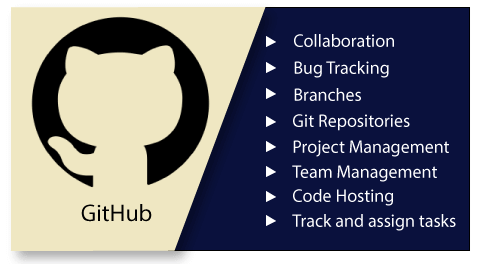 GitHub
Collaboration
Bug Tracking
Branches
Git Repositories
Project Management
Team Management
Code Hosting
Track and assign tasks